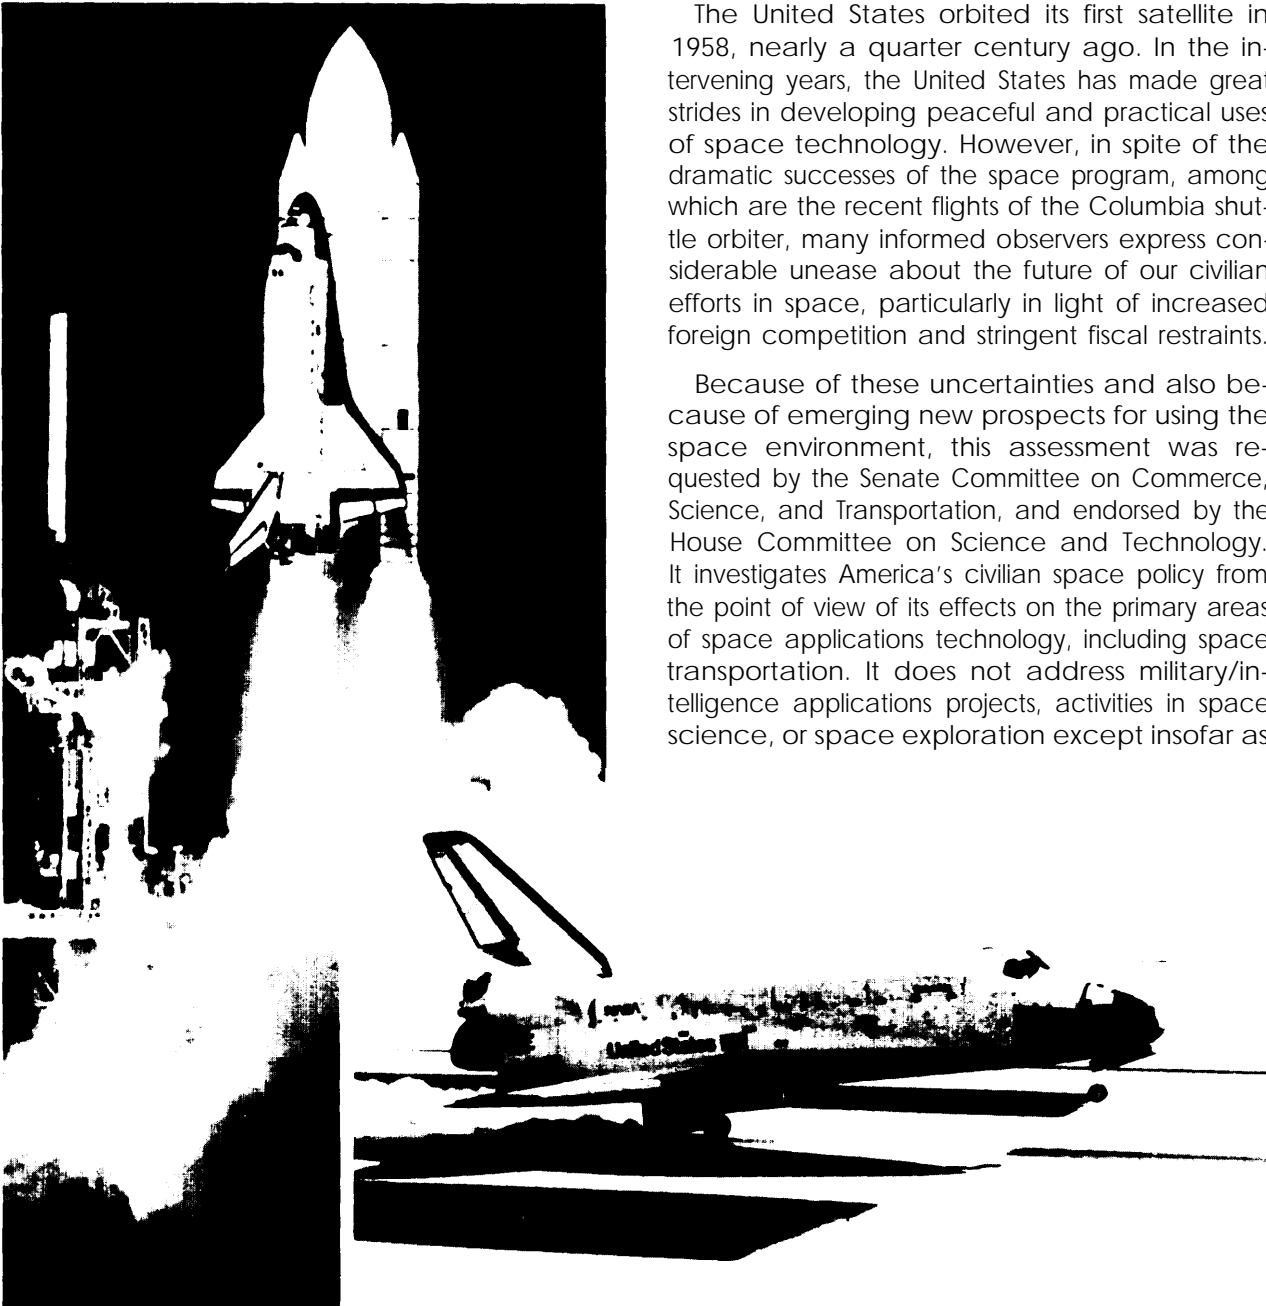 The United States orbited its first satellite in
1958, nearly a quarter century ago. In the in-
tervening years, the United States has made great
strides in developing peaceful and practical uses
of space technology. However, in spite of the
dramatic successes of the space program, among
which are the recent flights of the Columbia shut-
tle orbiter, many informed observers express con-
siderable unease about the future of our civilian
efforts in space, particularly in light of increased
foreign competition and stringent fiscal restraints.
Because of these uncertainties and also be-
cause of emerging new prospects for using the
space environment, this assessment was re-
quested by the Senate Committee on Commerce,
Science, and Transportation, and endorsed by the
House Committee on Science and Technology.
It investigates America's civilian space policy from
the point of view of its effects on the primary areas
of space applications technology, including space
transportation. It does not address military/in-
telligence applications projects, activities in space
science, or space exploration except insofar as
United States